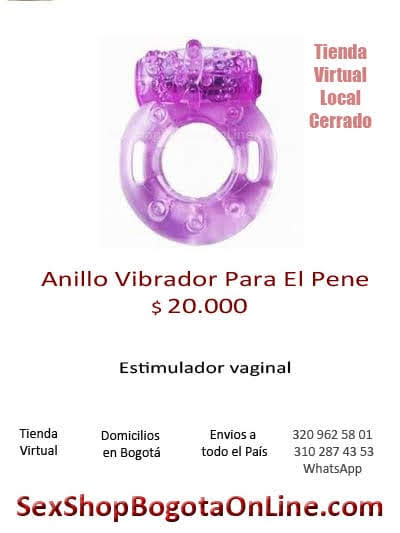 Tienda
Virtual
Local
Cerrado
Anillo Vibrador Para El Pene
$ 20.000
Estimulador vaginal
Tienda
Virtual
Domicilios
en Bogotá
Envios a
todo el País
320 962 58 01
310 287 43 53
WhatsApp
SexShopBogotaOnLine.com